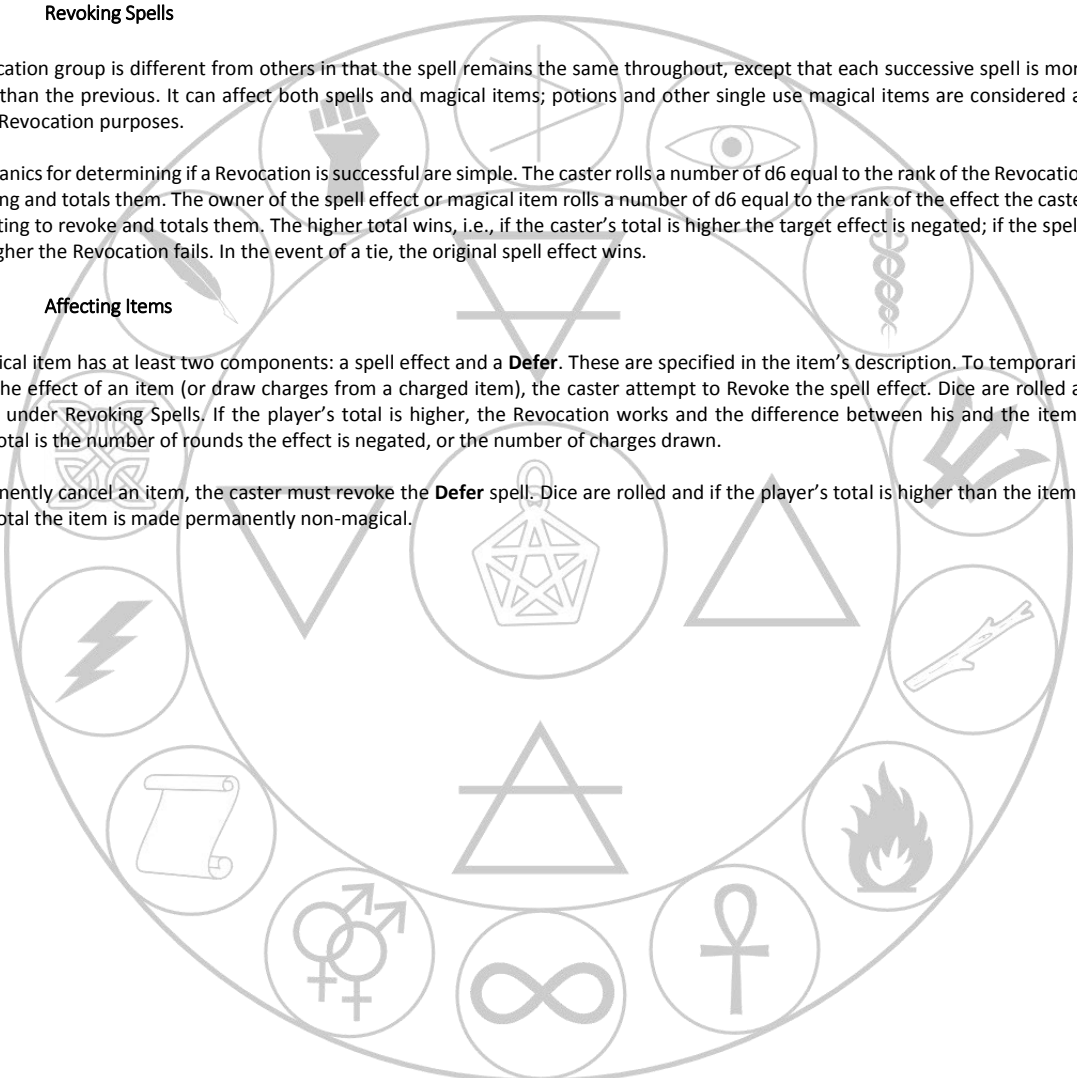 Revoking Spells
cation group is different from others in that the spell remains the same throughout, except that each successive spell is mor
than the previous. It can affect both spells and magical items; potions and other single use magical items are considered a
Revocation purposes.
anics for determining if a Revocation is successful are simple. The caster rolls a number of d6 equal to the rank of the Revocatio
ng and totals them. The owner of the spell effect or magical item rolls a number of d6 equal to the rank of the effect the caste
ting to revoke and totals them. The higher total wins, i.e., if the caster’s total is higher the target effect is negated; if the spell
gher the Revocation fails. In the event of a tie, the original spell effect wins.
Affecting Items
ical item has at least two components: a spell effect and a Defer. These are specified in the item’s description. To temporari
he effect of an item (or draw charges from a charged item), the caster attempt to Revoke the spell effect. Dice are rolled a
under Revoking Spells. If the player’s total is higher, the Revocation works and the difference between his and the item
otal is the number of rounds the effect is negated, or the number of charges drawn.
nently cancel an item, the caster must revoke the Defer spell. Dice are rolled and if the player’s total is higher than the item
otal the item is made permanently non-magical.